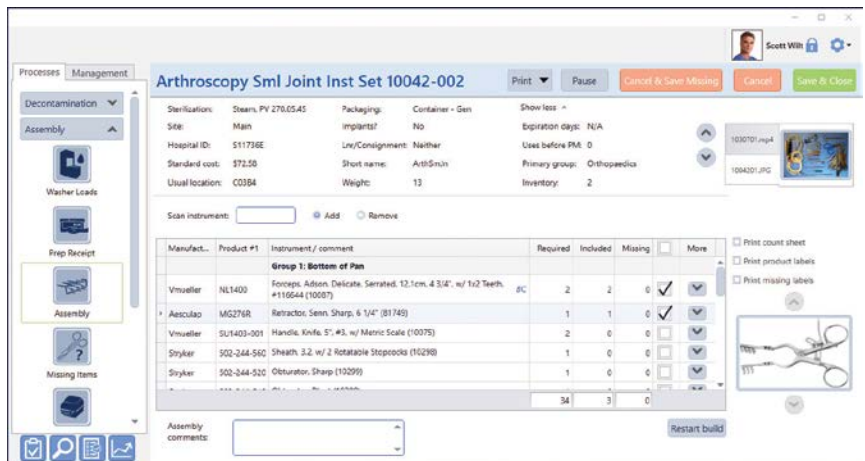 Scott Wilt
Processes Management
Arthroscopy Sml Joint Inst Set 10042-002
Print Pause Cancel & Save Missing Cancel Save & Close
Decontamination
Assembly
Washer Loads
Prep Receipt
Assembly
Missing Items
Sterilization: Steam, PV 270.05.45 Packaging: Container - Gen Show less
Site: Main Implants? No Expiration days: N/A
Hospital ID: S11736E Lnr/Consignment: Neither Uses before PM: 0
Standard cost: $72.58 Short name: ArthSmJn Primary group: Orthopaedics
Usual location: C03B4 Weight: 13 Inventory: 2
1030701.mp4
1004201.JPG
Scan instrument: Add Remove
Manufact... Product #1 Instrument / comment Required Included Missing More
Group 1: Bottom of Pan
Vmueller NL1400 Forceps, Adson, Delicate, Serrated, 12.1cm, 4 3/4", w/ 1x2 Teeth, #116644 (10087) BC 2 2 0
Aesculap MG276R Retractor, Senn, Sharp, 6 1/4" (81749) 1 1 0
Vmueller SU1403-001 Handle, Knife, 5", #3, w/ Metric Scale (10075) 2 0 0
Stryker 502-244-560 Sheath, 3.2, w/ 2 Rotatable Stopcocks (10298) 1 0 0
Stryker 502-244-520 Obturator, Sharp (10299) 1 0 0
34 3 0
Print count sheet
Print product labels
Print missing labels
Assembly comments:
Restart build